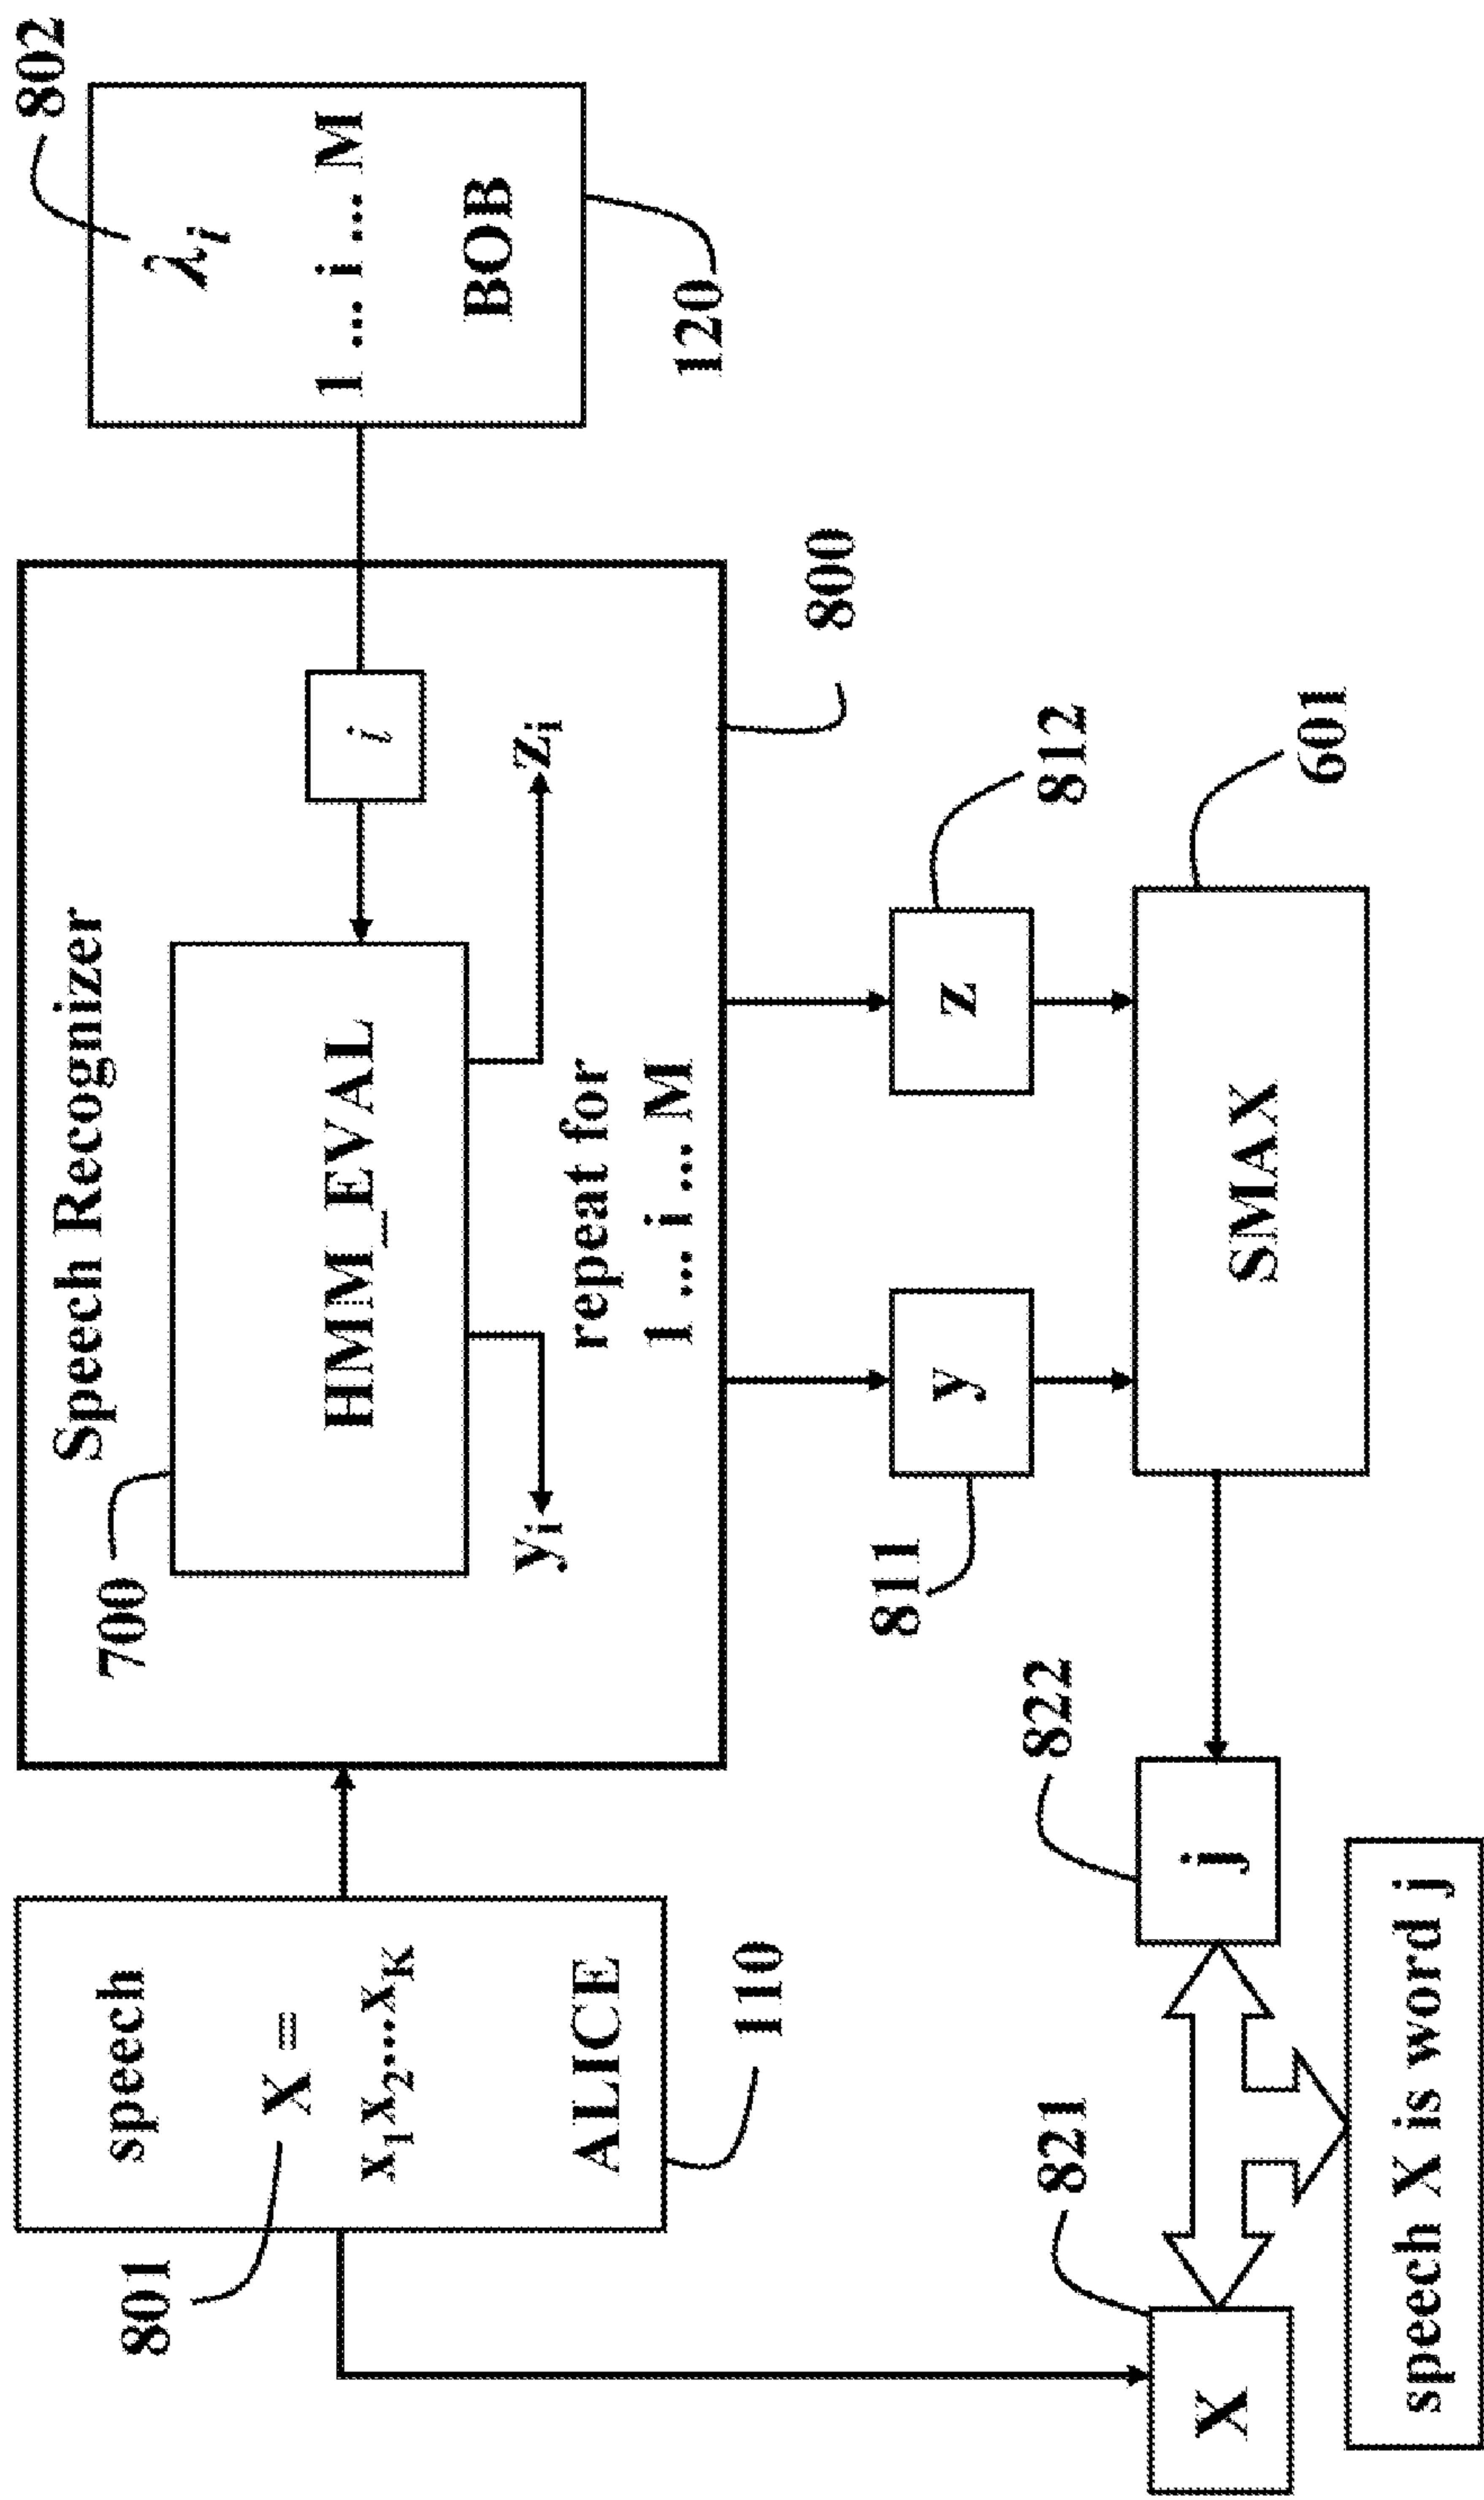 801
speech
X =
x1x2...xK
ALICE
110
Speech Recognizer
700
HMM_EVAL
i
yi
zi
repeat for
1 ... i ... M
800
802
λi
1 ... i ... M
BOB
120
811
y
z
812
SMAX
601
822
j
821
X
speech X is word j